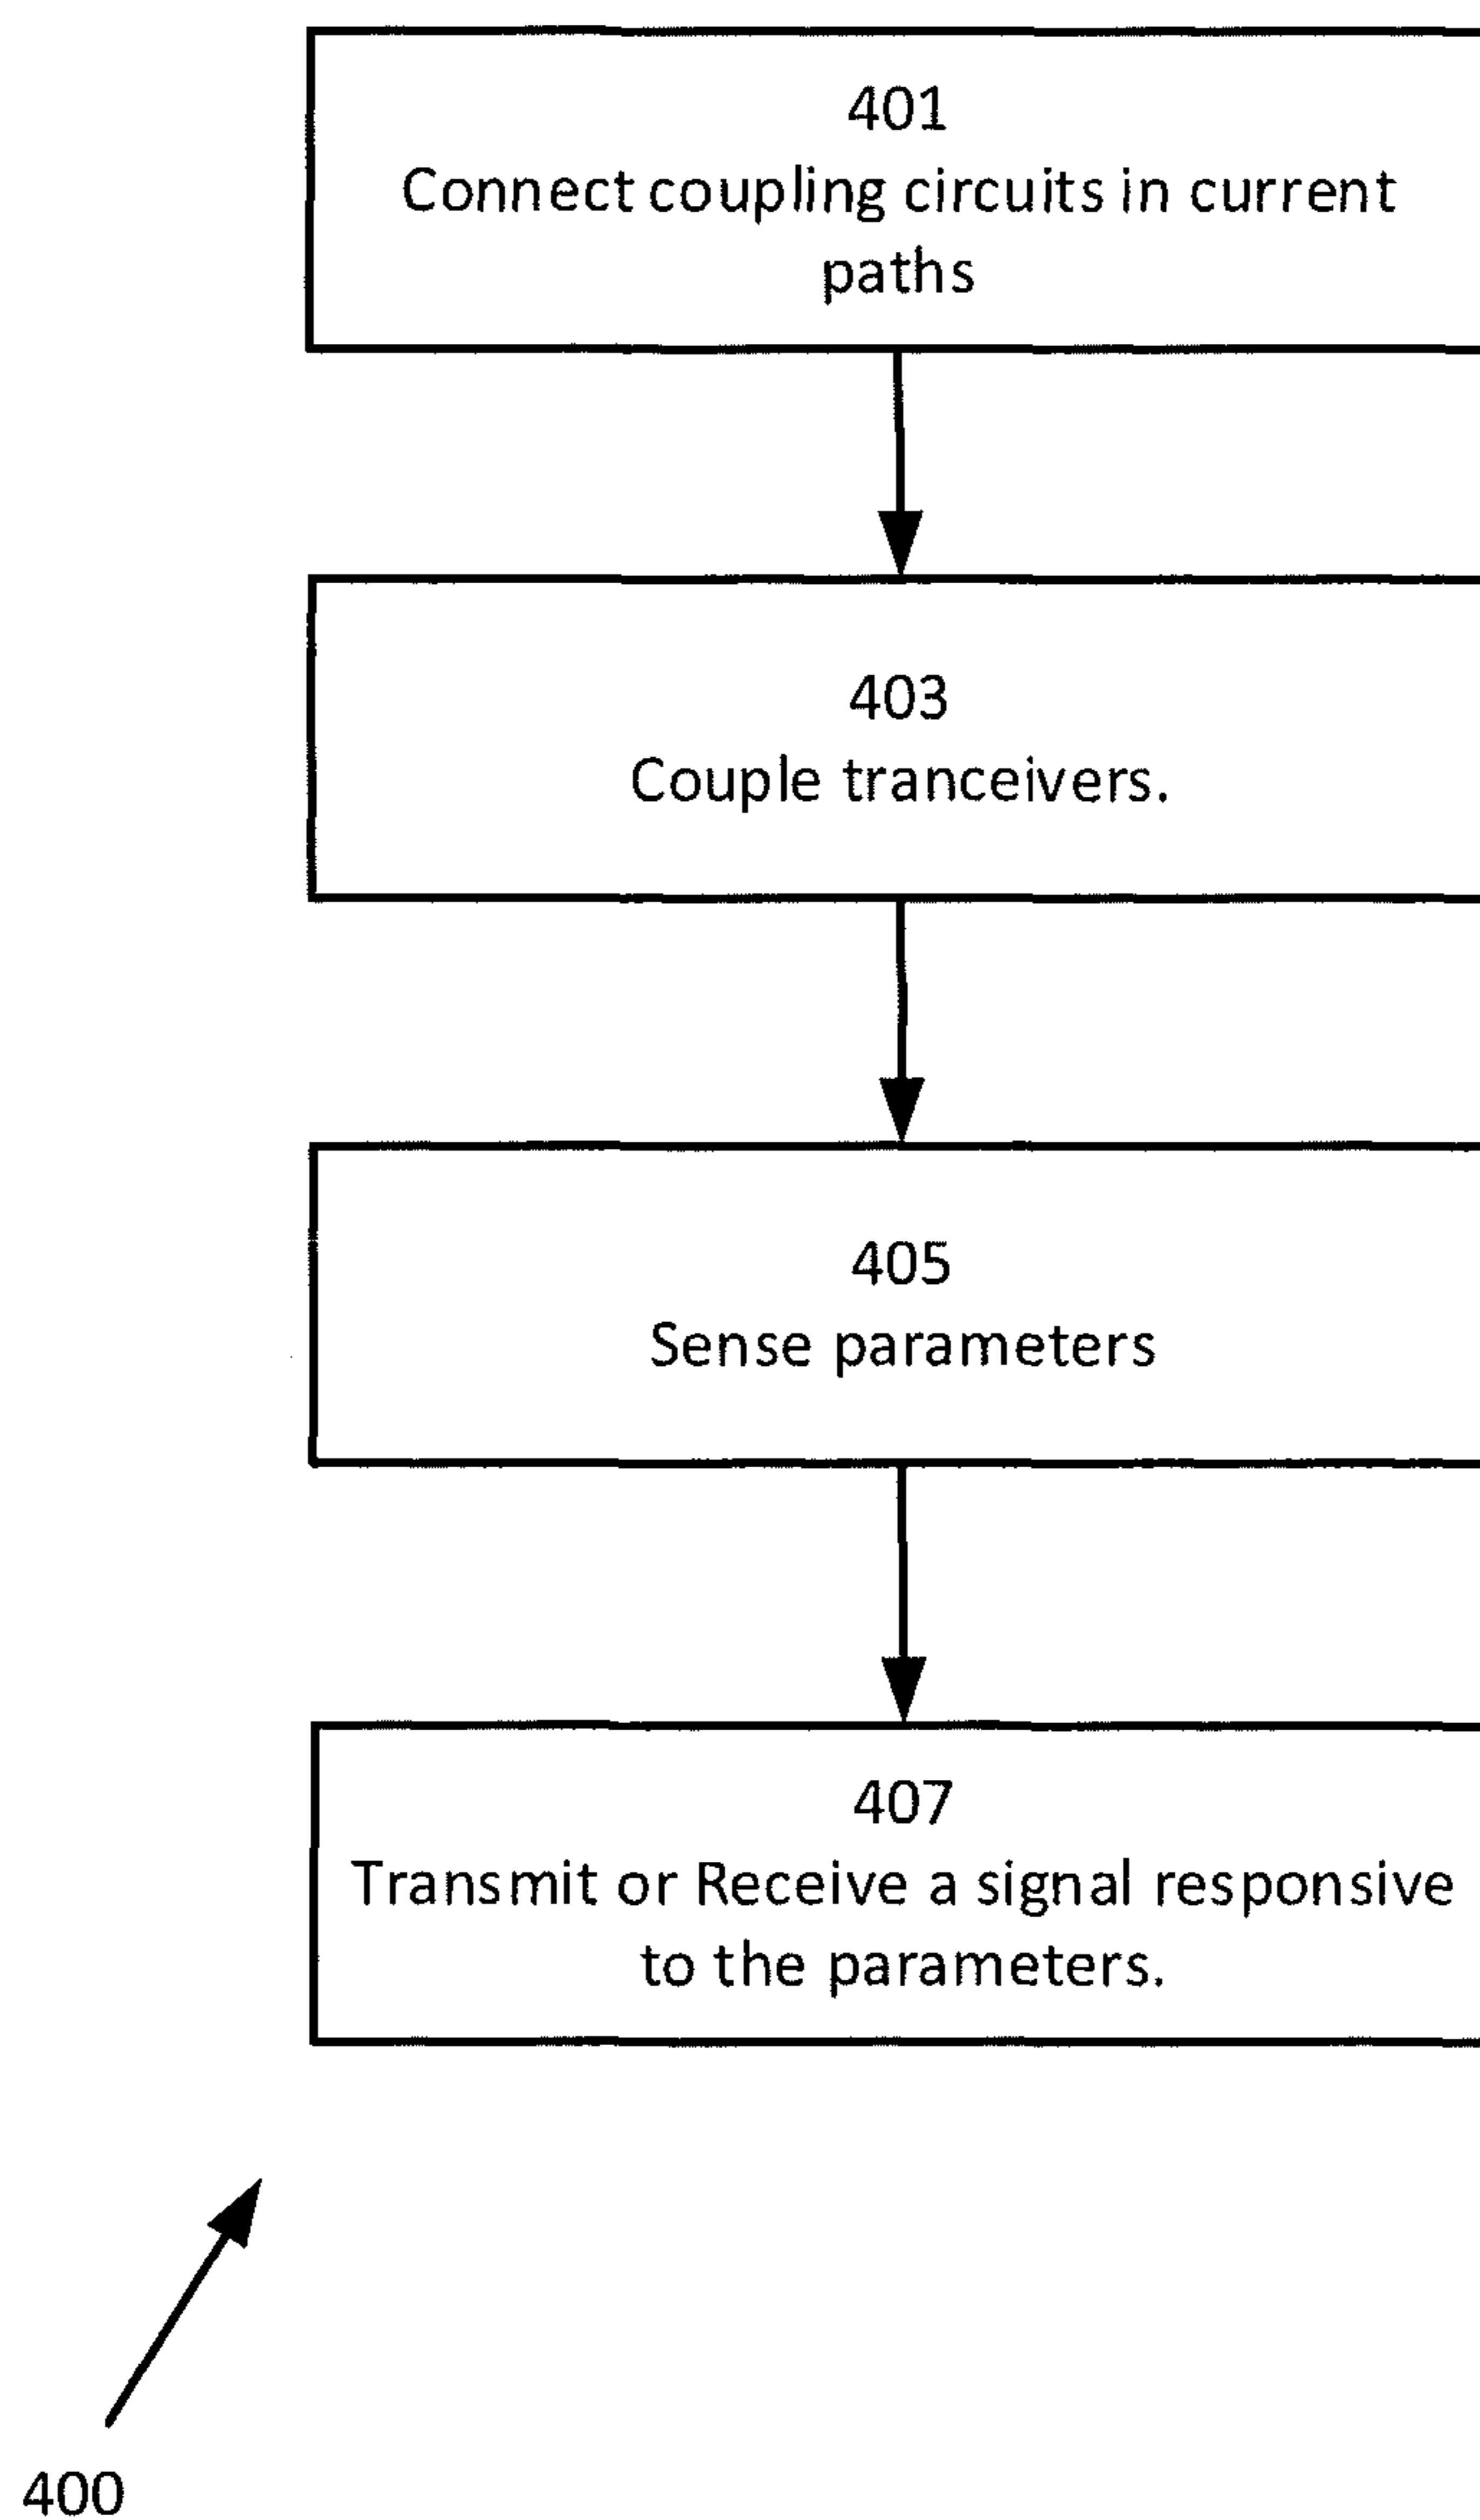 401
Connect coupling circuits in current
paths
403
Couple tranceivers.
405
Sense parameters
407
Transmit or Receive a signal responsive
to the parameters.
400